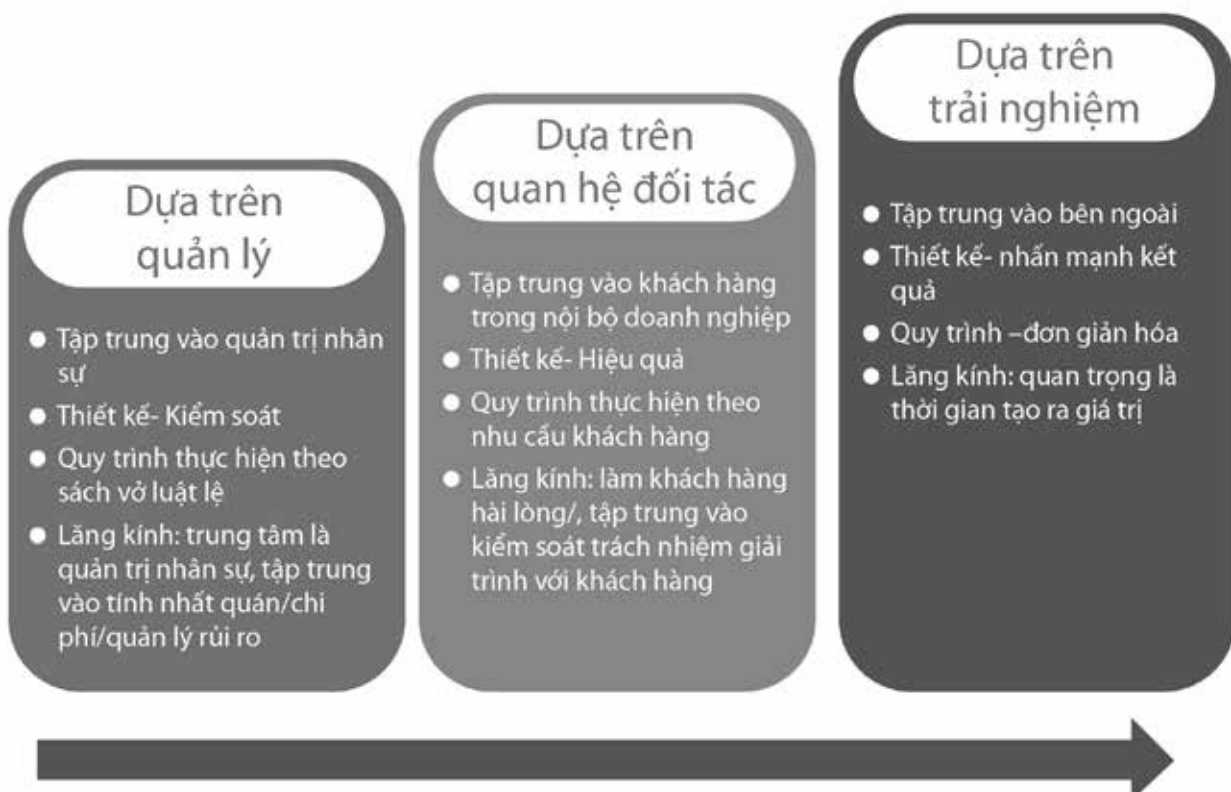 Dựa trên
quản lý
● Tập trung vào quản trị nhân
sự
● Thiết kế- Kiểm soát
● Quy trình thực hiện theo
sách vở luật lệ
● Lăng kính: trung tâm là
quản trị nhân sự, tập trung
vào tính nhất quán/chi
phí/quản lý rủi ro
Dựa trên
quan hệ đối tác
● Tập trung vào khách hàng
trong nội bộ doanh nghiệp
● Thiết kế- Hiệu quả
● Quy trình thực hiện theo
nhu cầu khách hàng
● Lăng kính: làm khách hàng
hài lòng/, tập trung vào
kiểm soát trách nhiệm giải
trình với khách hàng
Dựa trên
trải nghiệm
● Tập trung vào bên ngoài
● Thiết kế- nhấn mạnh kết
quả
● Quy trình –đơn giản hóa
● Lăng kính: quan trọng là
thời gian tạo ra giá trị